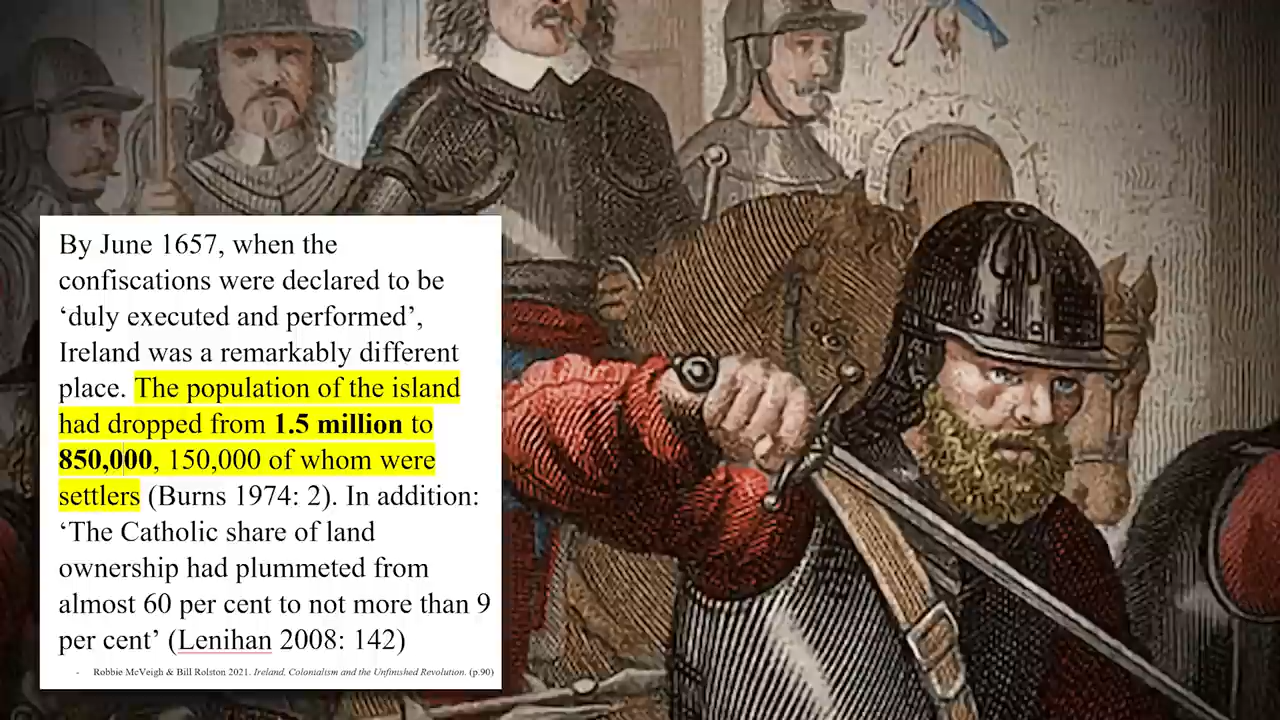 By June 1657, when the
confiscations were declared to be
‘duly executed and performed’,
Ireland was a remarkably different
place. The population of the island
had dropped from 1.5 million to
850,000, 150,000 of whom were
settlers (Burns 1974: 2). In addition:
‘The Catholic share of land
ownership had plummeted from
almost 60 per cent to not more than 9
per cent’ (Lenihan 2008: 142)
- Robbie McVeigh & Bill Rolston 2021. Ireland, Colonialism and the Unfinished Revolution. (p.90)